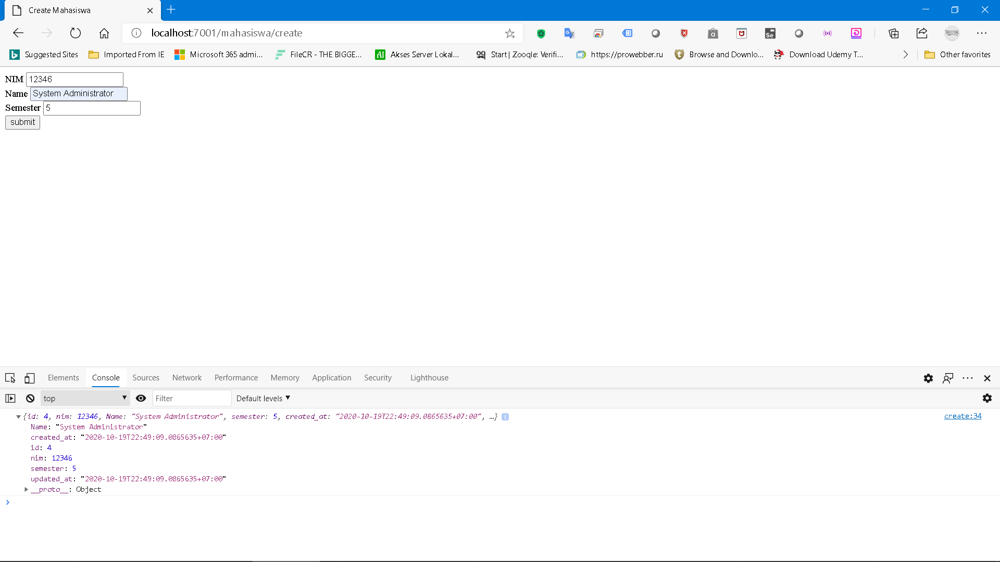 Create Mahasiswa
localhost:7001/mahasiswa/create
Suggested Sites
Imported From IE
Microsoft 365 admi...
FileCR - THE BIGGE...
Akses Server Lokal...
Start | Zooqle: Verifi...
https://prowebber.ru
Browse and Downlo...
Download Udemy T...
Other favorites
NIM 12346
Name System Administrator
Semester 5
submit
Elements Console Sources Network Performance Memory Application Security Lighthouse
top Filter Default levels
{id: 4, nim: 12346, Name: "System Administrator", semester: 5, created_at: "2020-10-19T22:49:09.0865635+07:00", …} create:34
Name: "System Administrator"
created_at: "2020-10-19T22:49:09.0865635+07:00"
id: 4
nim: 12346
semester: 5
updated_at: "2020-10-19T22:49:09.0865635+07:00"
__proto__: Object